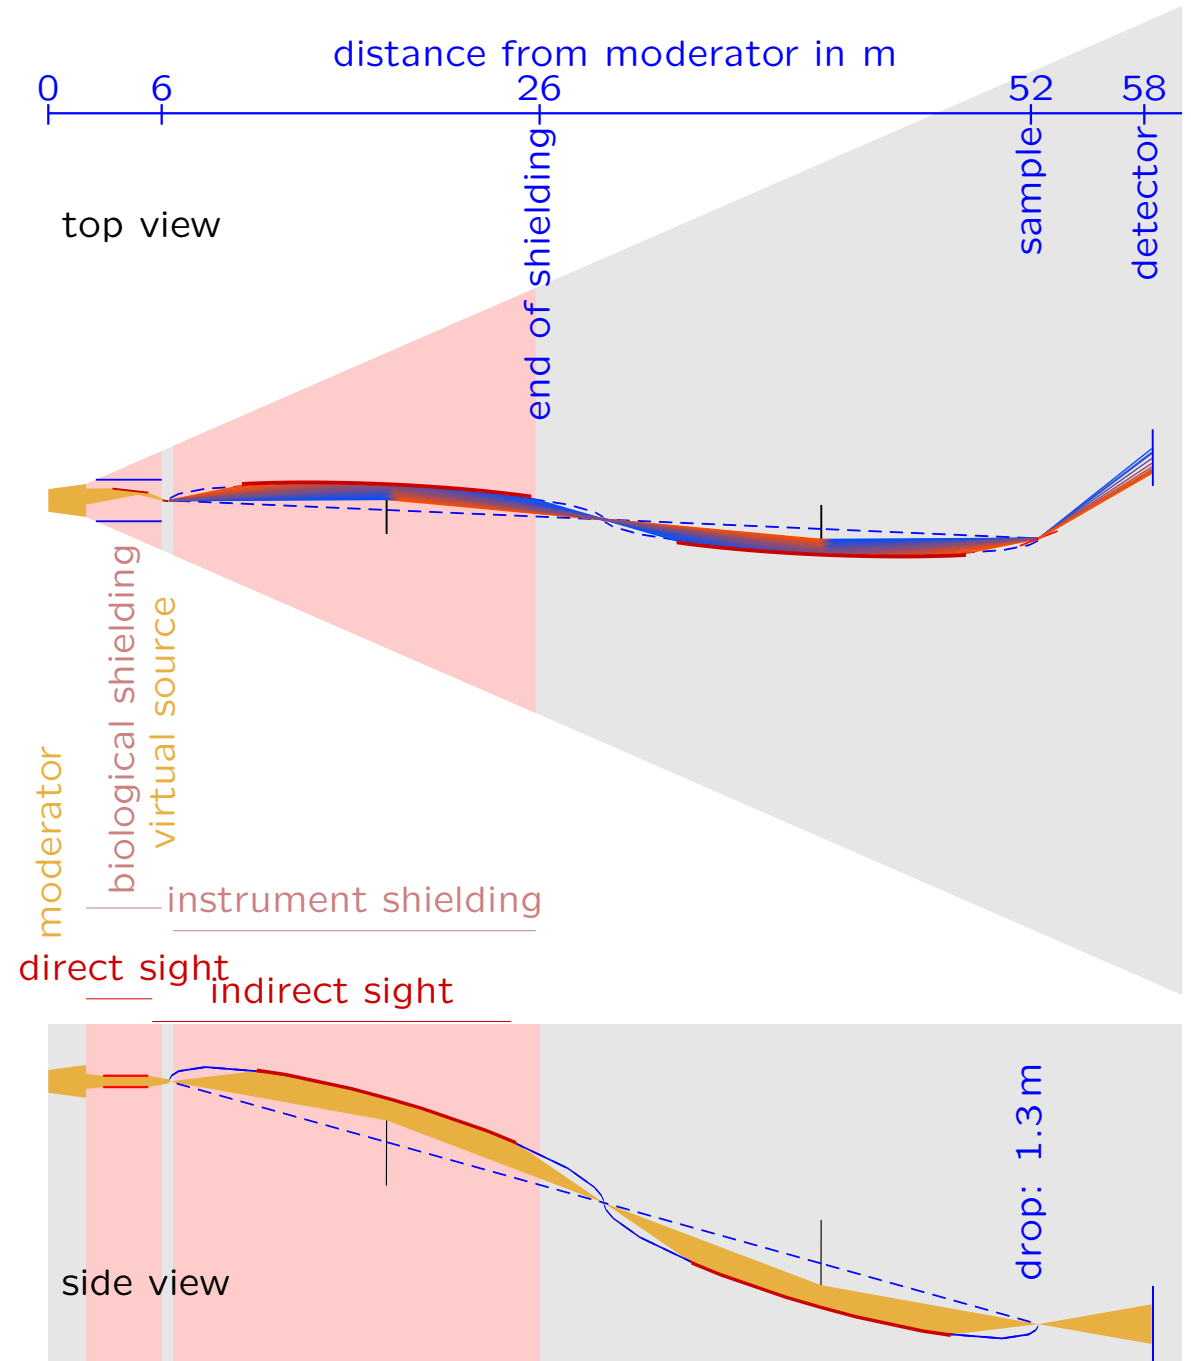 distance from moderator in m
0 6 26 52 58
end of shielding
sample
detector
top view
biological shielding
virtual source
moderator
instrument shielding
direct sight
indirect sight
drop: 1.3 m
side view